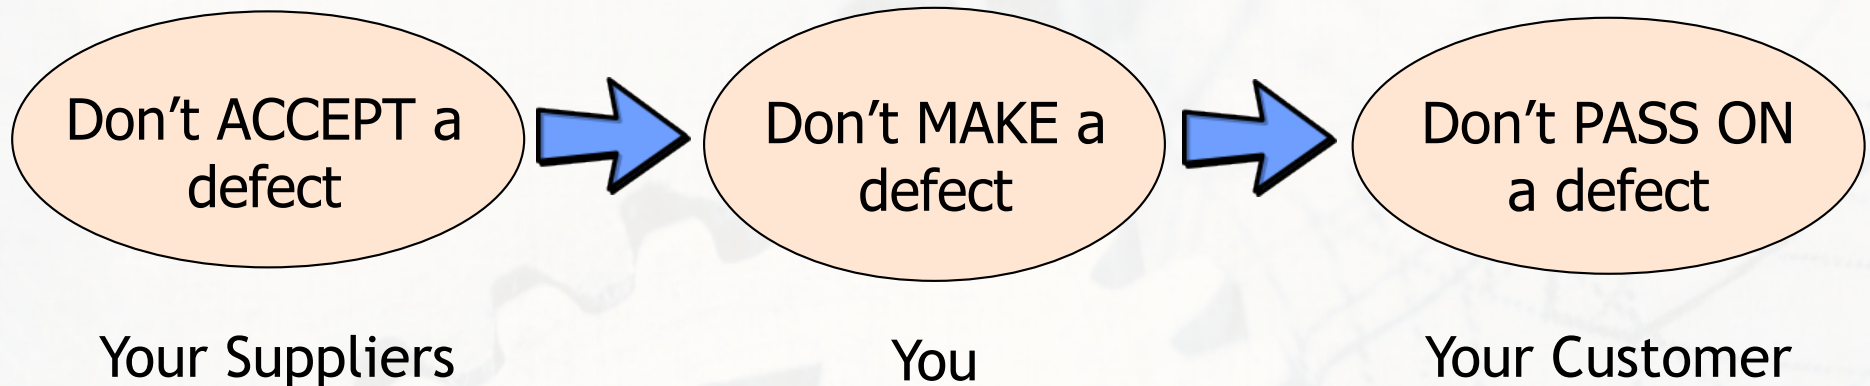 Don’t ACCEPT a
defect
Don’t MAKE a
defect
Don’t PASS ON
a defect
Your Suppliers
You
Your Customer